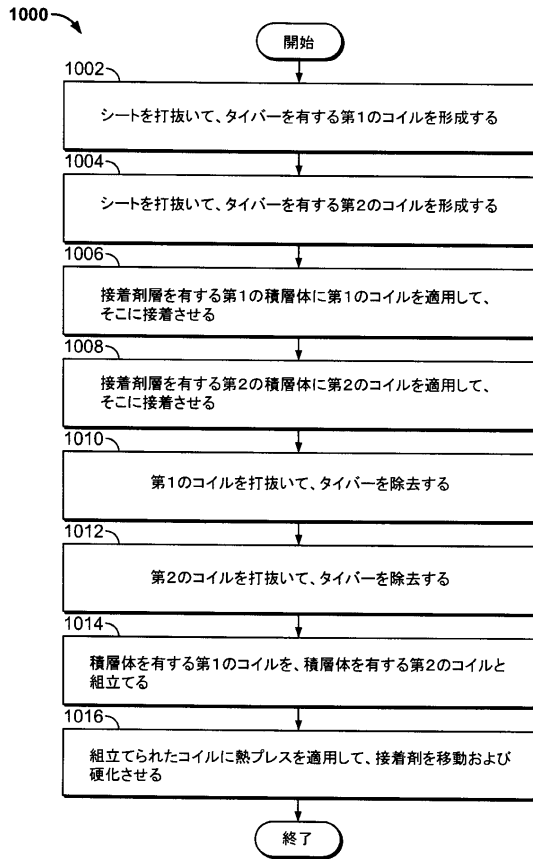 1000
開始
1002
シートを打抜いて、タイバーを有する第1のコイルを形成する
1004
シートを打抜いて、タイバーを有する第2のコイルを形成する
1006
接着剤層を有する第1の積層体に第1のコイルを適用して、
そこに接着させる
1008
接着剤層を有する第2の積層体に第2のコイルを適用して、
そこに接着させる
1010
第1のコイルを打抜いて、タイバーを除去する
1012
第2のコイルを打抜いて、タイバーを除去する
1014
積層体を有する第1のコイルを、積層体を有する第2のコイルと
組立てる
1016
組立てられたコイルに熱プレスを適用して、接着剤を移動および
硬化させる
終了